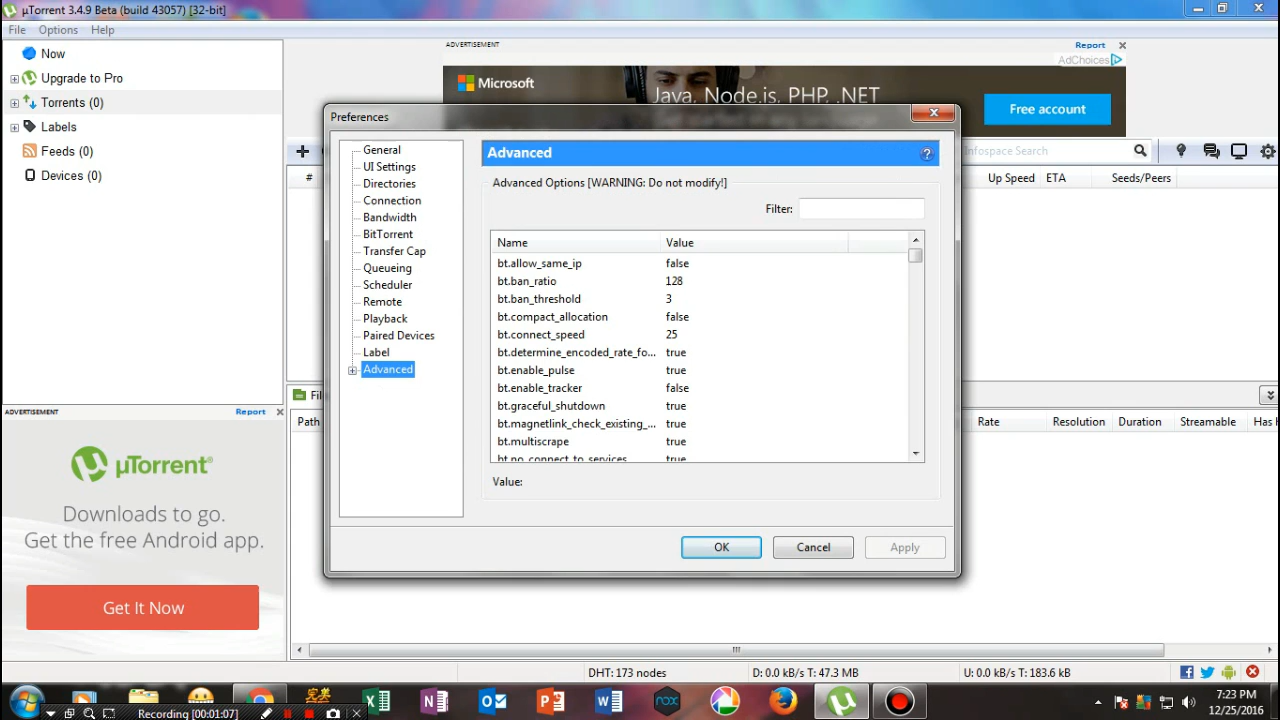 µTorrent 3.4.9 Beta (build 43057) [32-bit]
File Options Help
Now
Upgrade to Pro
Torrents (0)
Labels
Feeds (0)
Devices (0)
ADVERTISEMENT Report
AdChoices
Microsoft
Java, Node.js, PHP, .NET
Free account
Infospace Search
# Up Speed ETA Seeds/Peers
Preferences
General
UI Settings
Directories
Connection
Bandwidth
BitTorrent
Transfer Cap
Queueing
Scheduler
Remote
Playback
Paired Devices
Label
Advanced
Advanced
Advanced Options [WARNING: Do not modify!]
Filter:
Name Value
bt.allow_same_ip false
bt.ban_ratio 128
bt.ban_threshold 3
bt.compact_allocation false
bt.connect_speed 25
bt.determine_encoded_rate_fo... true
bt.enable_pulse true
bt.enable_tracker false
bt.graceful_shutdown true
bt.magnetlink_check_existing_... true
bt.multiscrape true
bt.no_connect_to_services true
Value:
OK Cancel Apply
Path Rate Resolution Duration Streamable Has
ADVERTISEMENT Report
µTorrent
Downloads to go.
Get the free Android app.
Get It Now
DHT: 173 nodes D: 0.0 kB/s T: 47.3 MB U: 0.0 kB/s T: 183.6 kB
nox
7:23 PM
12/25/2016
Recording [00:01:07]